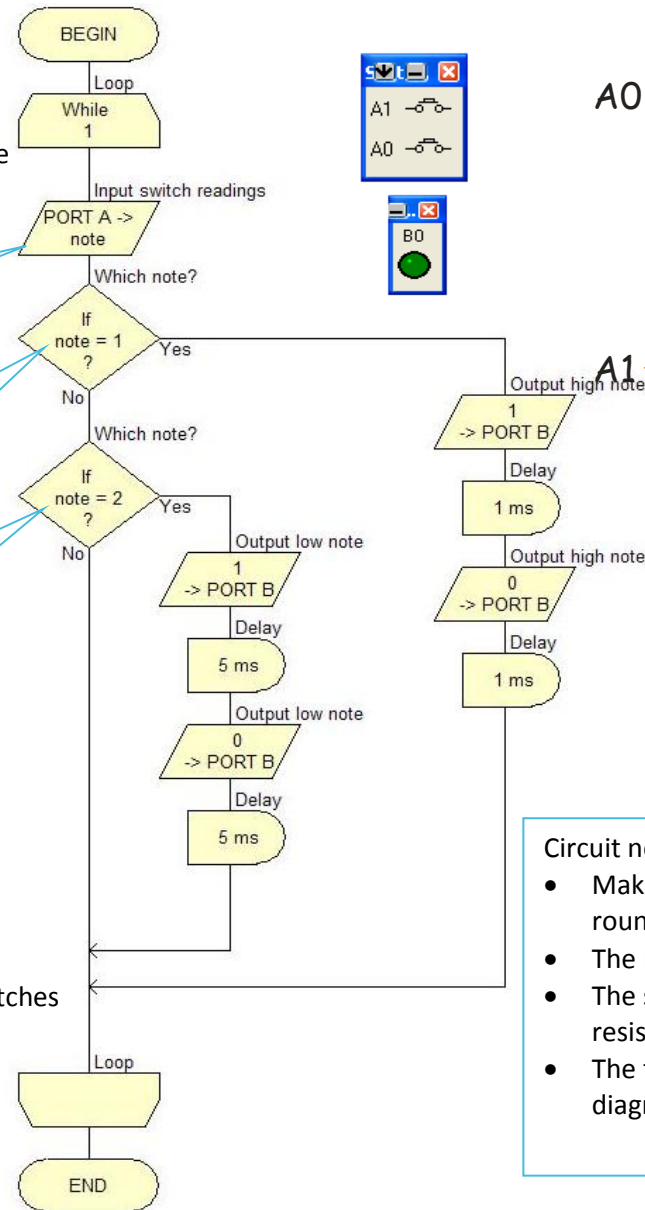 BEGIN
Loop
While
1
e
Input switch readings
PORT A ->
note
Which note?
If
note = 1
?
Yes
No
Which note?
If
note = 2
?
Yes
No
Output low note
1
-> PORT B
Delay
5 ms
Output low note
0
-> PORT B
Delay
5 ms
Output high note
1
-> PORT B
Delay
1 ms
Output high note
0
-> PORT B
Delay
1 ms
tches
Loop
END
A1
A0
B0
A0
A1
Circuit n
Mak
roun
The
The s
resis
The
diagr